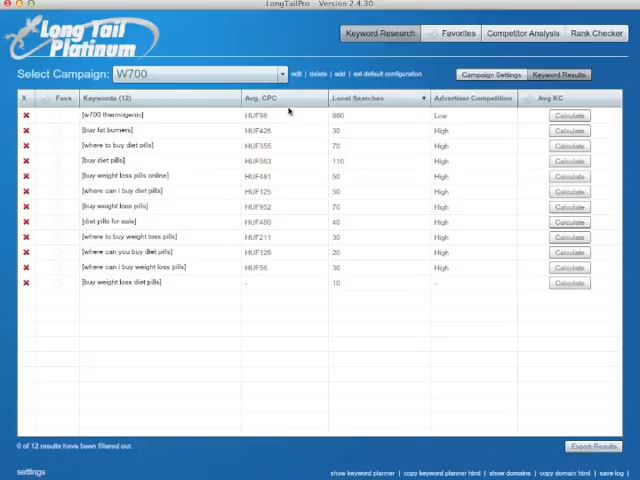 LongTailPro - Version 2.4.30
Long Tail
Platinum
Keyword Research Favorites Competitor Analysis Rank Checker
Select Campaign: W700 edit | delete | add | set default configuration Campaign Settings Keyword Results
X Favs Keywords (12) Avg. CPC Local Searches Advertiser Competition Avg KC
[w700 thermogenic] HUF98 880 Low Calculate
[buy fat burners] HUF426 30 High Calculate
[where to buy diet pills] HUF355 70 High Calculate
[buy diet pills] HUF563 110 High Calculate
[buy weight loss pills online] HUF481 50 High Calculate
[where can i buy diet pills] HUF125 50 High Calculate
[buy weight loss pills] HUF952 70 High Calculate
[diet pills for sale] HUF480 40 High Calculate
[where to buy weight loss pills] HUF211 30 High Calculate
[where can you buy diet pills] HUF128 20 High Calculate
[where can i buy weight loss pills] HUF56 30 High Calculate
[buy weight loss diet pills] - 10 - Calculate
0 of 12 results have been filtered out. Export Results
settings show keyword planner | copy keyword planner html | show domains | copy domain html | save log |